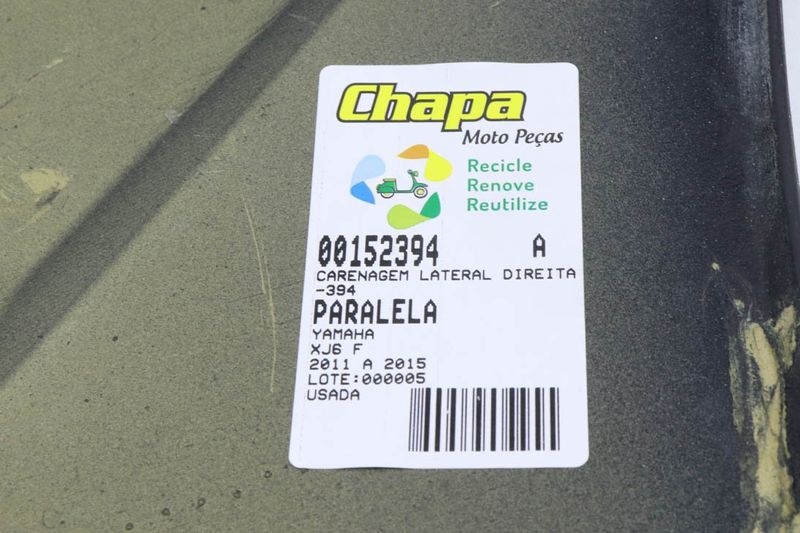 Chapa
Moto Peças
Recicle
Renove
Reutilize
00152394 A
CARENAGEM LATERAL DIREITA
-394
PARALELA
YAMAHA
XJ6 F
2011 A 2015
LOTE:000005
USADA